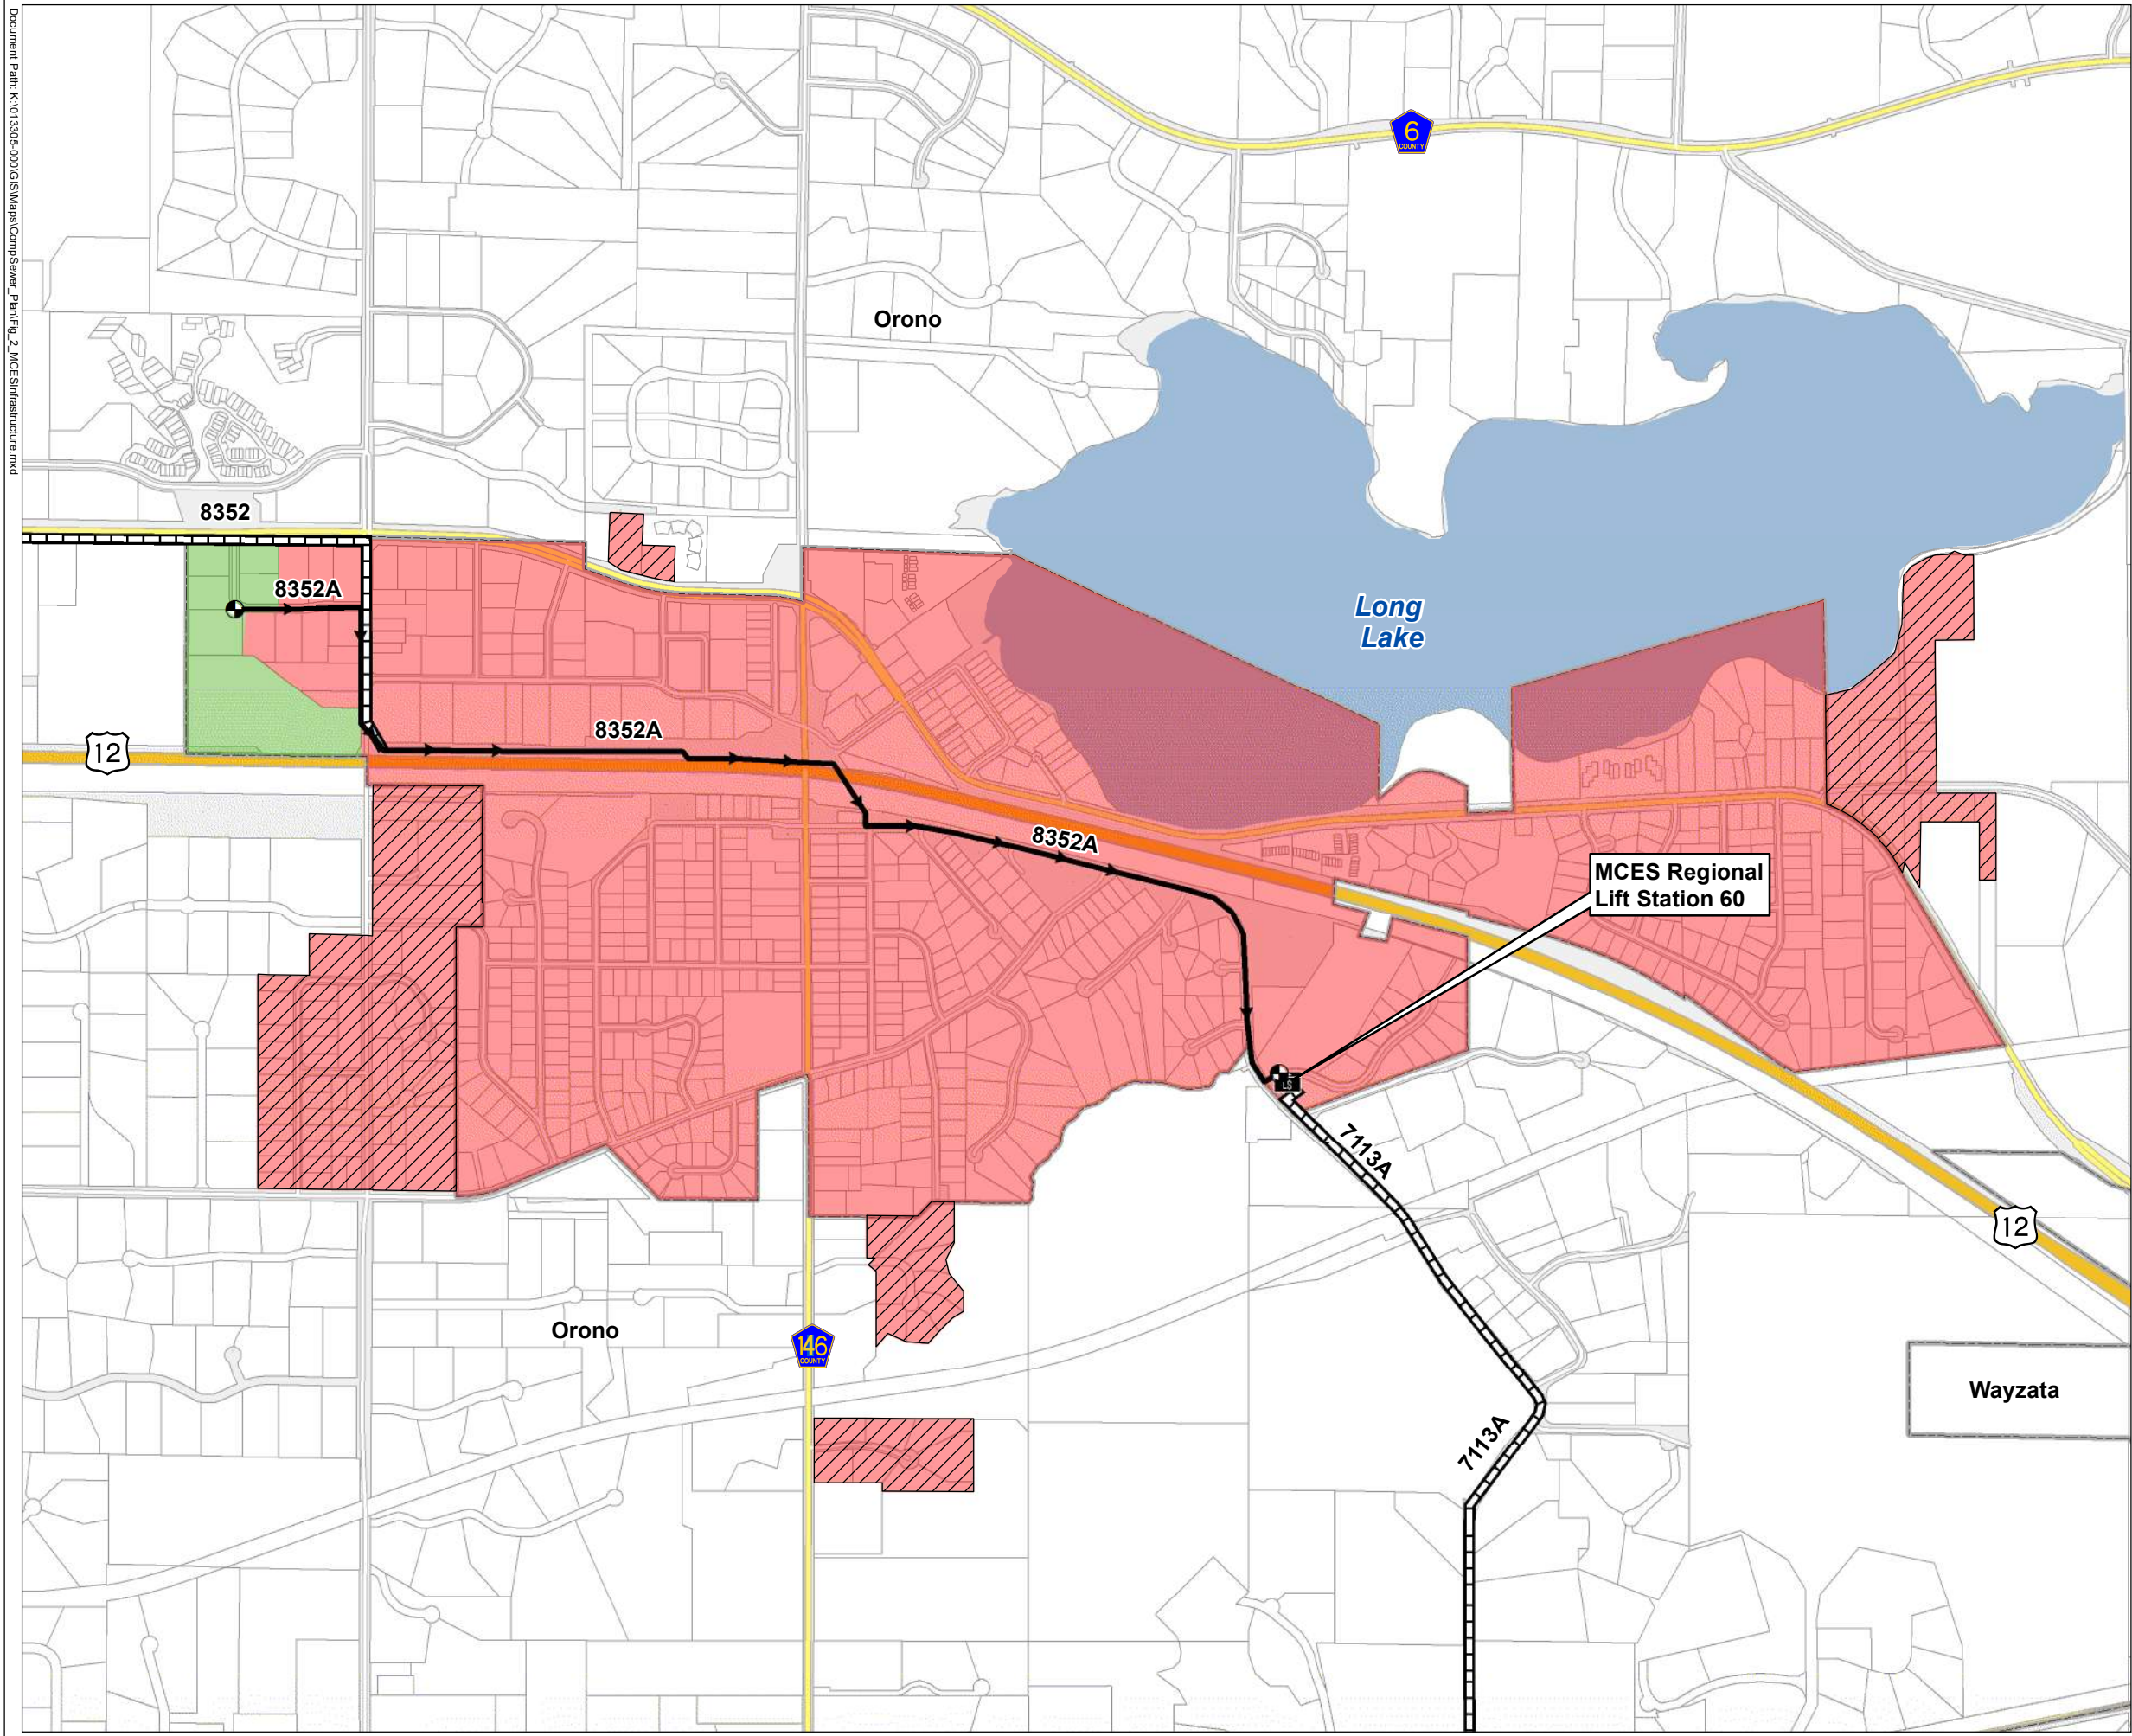 Document Path: K:\013305-000\GIS\Maps\CompSewer_Plan\Fig_2_MCESInfrastructure.mxd
6
COUNTY
Orono
8352
8352A
Long
Lake
8352A
12
8352A
MCES Regional
Lift Station 60
LS
7113A
12
Orono
146
COUNTY
Wayzata
7113A